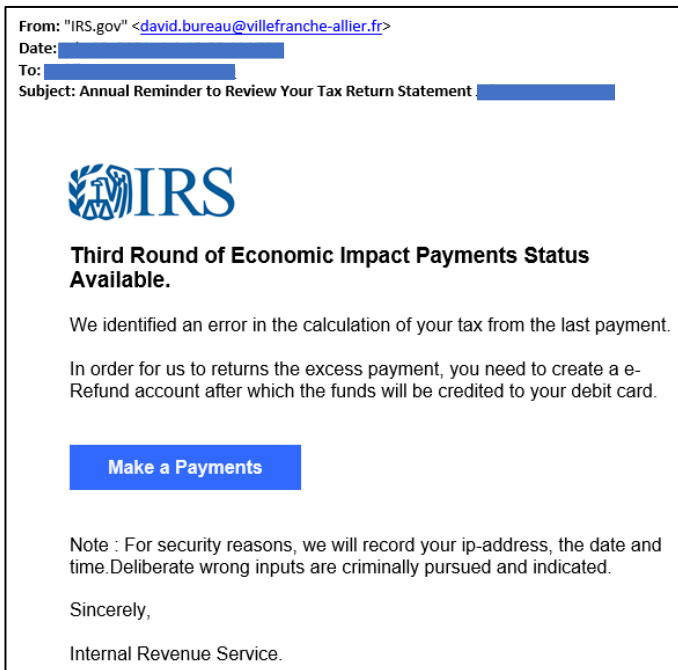 From: "IRS.gov" <david.bureau@villefranche-allier.fr>
Date:
To:
Subject: Annual Reminder to Review Your Tax Return Statement
IRS
Third Round of Economic Impact Payments Status
Available.
We identified an error in the calculation of your tax from the last payment.
In order for us to returns the excess payment, you need to create a e-
Refund account after which the funds will be credited to your debit card.
Make a Payments
Note : For security reasons, we will record your ip-address, the date and
time.Deliberate wrong inputs are criminally pursued and indicated.
Sincerely,
Internal Revenue Service.